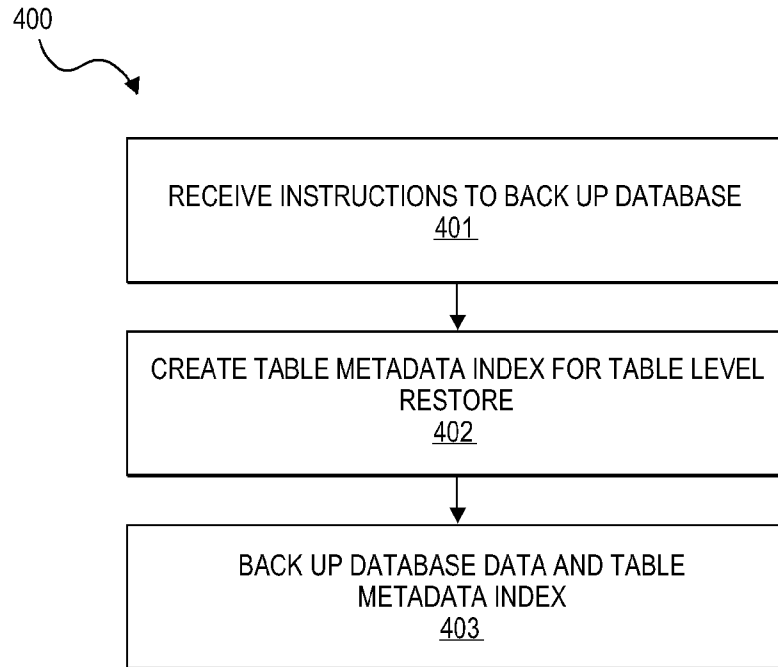 400
RECEIVE INSTRUCTIONS TO BACK UP DATABASE
401
CREATE TABLE METADATA INDEX FOR TABLE LEVEL
RESTORE
402
BACK UP DATABASE DATA AND TABLE
METADATA INDEX
403